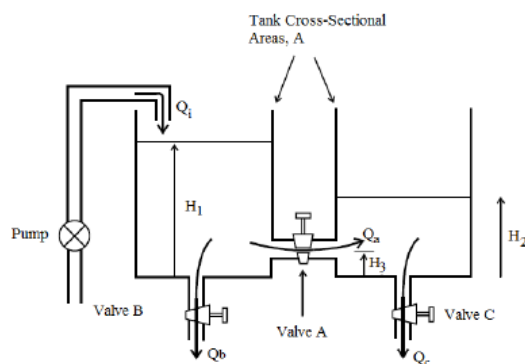 Tank Cross-Sectional
Areas, A
Qi
H1
Pump
Qa
H2
H3
Valve B
Valve C
Valve A
Qb
Qc